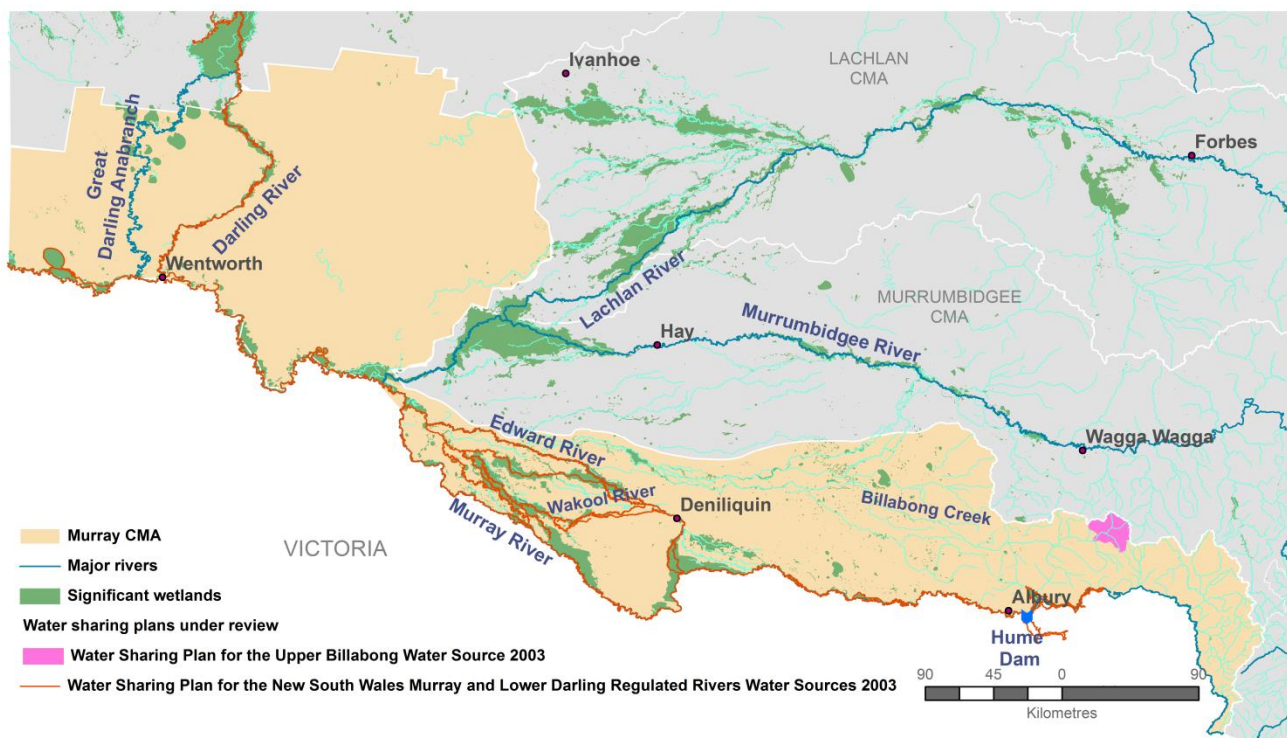 Ivanhoe
LACHLAN
CMA
Forbes
Great
Darling Anabranch
Darling River
Wentworth
Lachlan River
MURRUMBIDGEE
CMA
Hay
Murrumbidgee River
Wagga Wagga
Edward River
Wakool River
Deniliquin
Billabong Creek
Murray River
VICTORIA
Albury
Hume
Dam
Murray CMA
Major rivers
Significant wetlands
Water sharing plans under review
Water Sharing Plan for the Upper Billabong Water Source 2003
Water Sharing Plan for the New South Wales Murray and Lower Darling Regulated Rivers Water Sources 2003
90 45 0 90
Kilometres